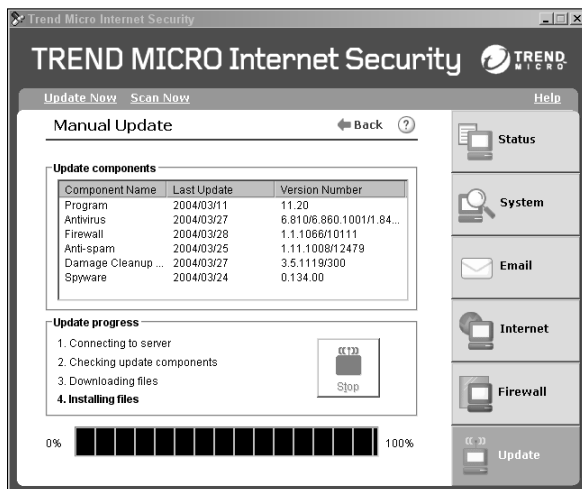 Trend Micro Internet Security
TREND MICRO Internet Security
TREND
MICRO
Update Now Scan Now Help
Manual Update Back ?
Update components
Component Name Last Update Version Number
Program 2004/03/11 11.20
Antivirus 2004/03/27 6.810/6.860.1001/1.84...
Firewall 2004/03/28 1.1.1066/10111
Anti-spam 2004/03/25 1.11.1008/12479
Damage Cleanup ... 2004/03/27 3.5.1119/300
Spyware 2004/03/24 0.134.00
Update progress
1. Connecting to server
2. Checking update components
3. Downloading files
4. Installing files
Stop
0% 100%
Status
System
Email
Internet
Firewall
Update